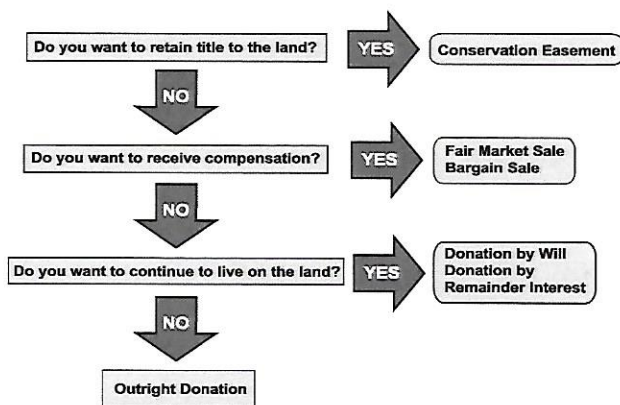 Do you want to retain title to the land?
YES
Conservation Easement
NO
Do you want to receive compensation?
YES
Fair Market Sale
Bargain Sale
NO
Do you want to continue to live on the land?
YES
Donation by Will
Donation by
Remainder Interest
NO
Outright Donation